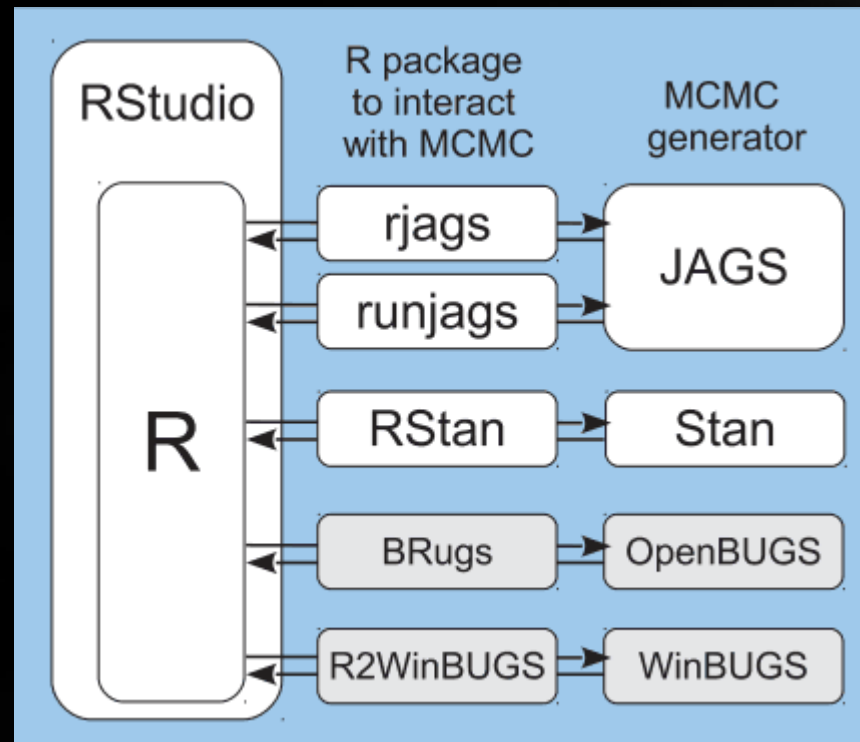 RStudio
R package
to interact
with MCMC
MCMC
generator
R
rjags
JAGS
runjags
RStan
Stan
BRugs
OpenBUGS
R2WinBUGS
WinBUGS